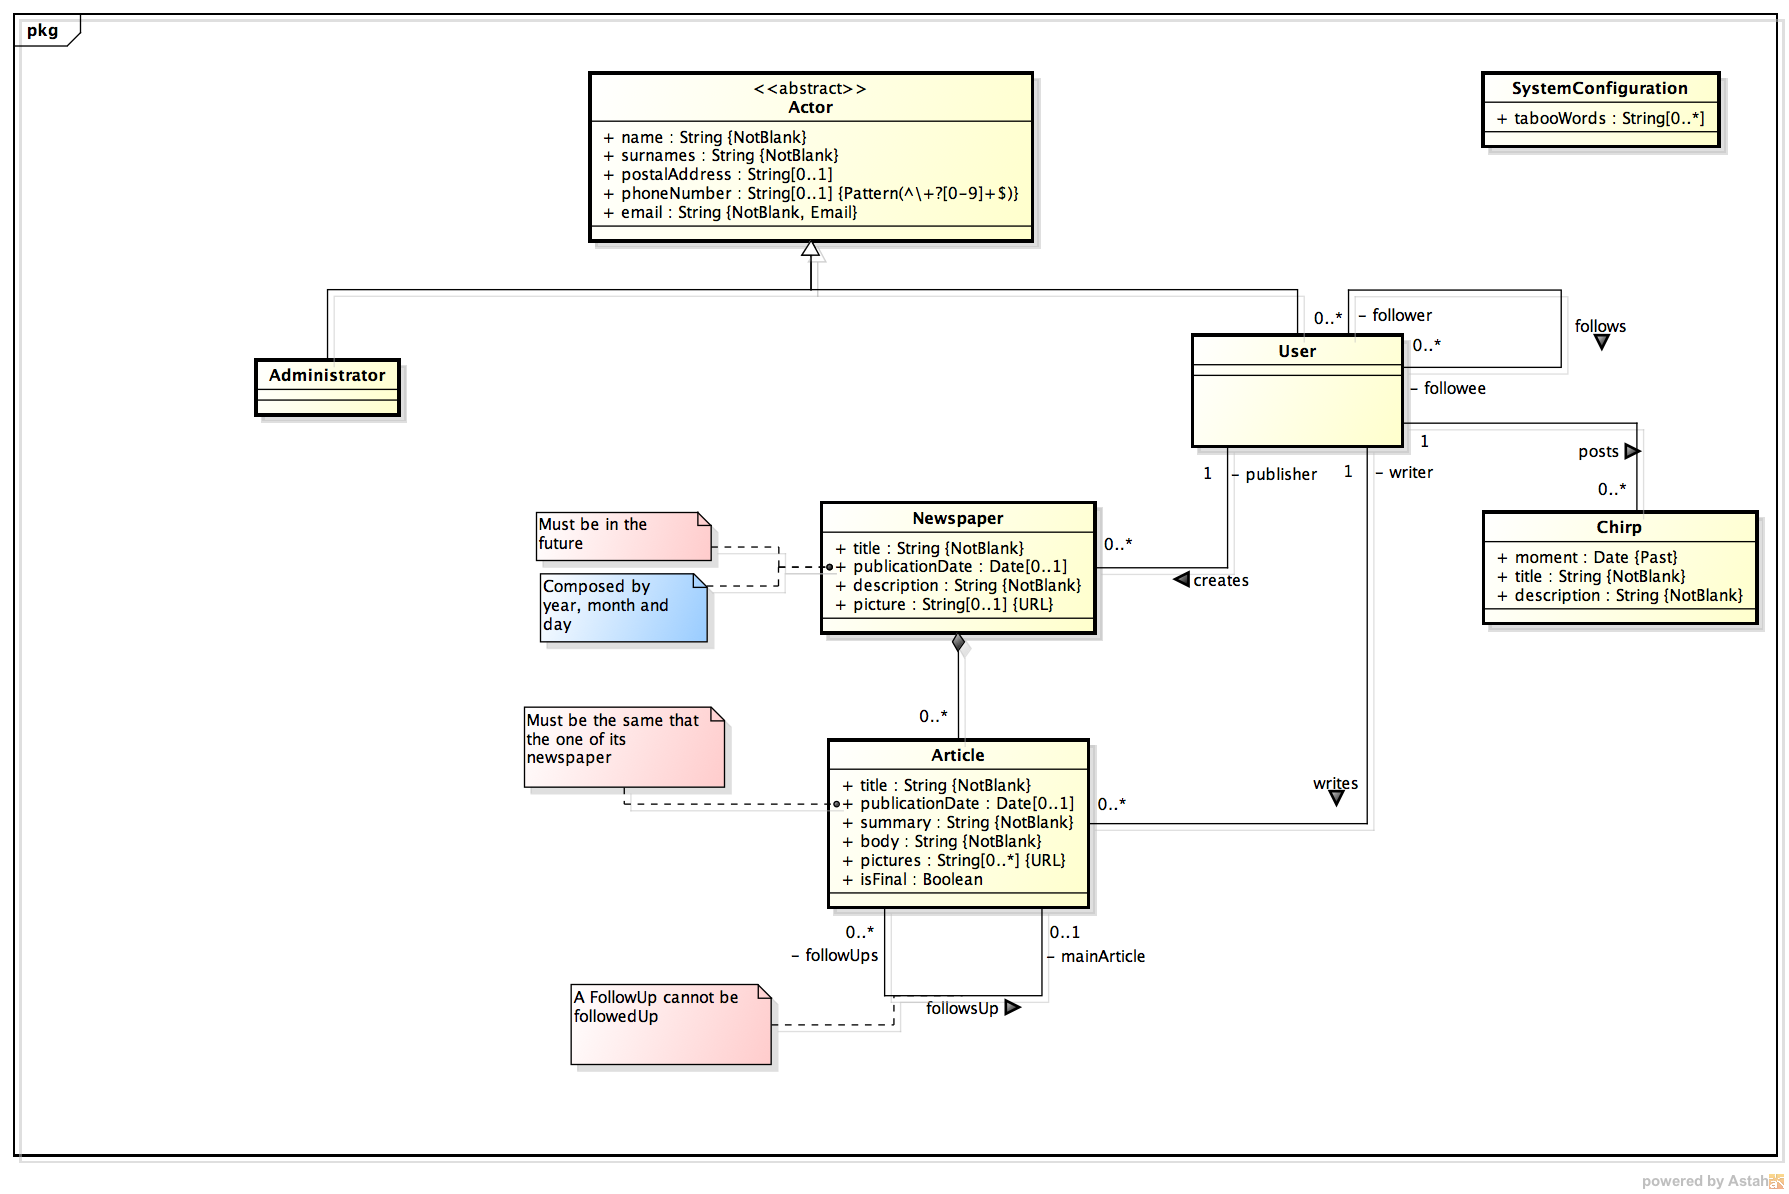 pkg
<<abstract>>
Actor
+ name : String {NotBlank}
+ surnames : String {NotBlank}
+ postalAddress : String[0..1]
+ phoneNumber : String[0..1] {Pattern(^\+?[0-9]+$)}
+ email : String {NotBlank, Email}
SystemConfiguration
+ tabooWords : String[0..*]
Administrator
0..*
- follower
follows
User
0..*
- followee
1
posts
0..*
1
- publisher
1
- writer
Chirp
+ moment : Date {Past}
+ title : String {NotBlank}
+ description : String {NotBlank}
Must be in the
future
Composed by
year, month and
day
Newspaper
+ title : String {NotBlank}
+ publicationDate : Date[0..1]
+ description : String {NotBlank}
+ picture : String[0..1] {URL}
0..*
creates
0..*
Must be the same that
the one of its
newspaper
Article
+ title : String {NotBlank}
+ publicationDate : Date[0..1]
+ summary : String {NotBlank}
+ body : String {NotBlank}
+ pictures : String[0..*] {URL}
+ isFinal : Boolean
0..*
writes
0..*
- followUps
0..1
- mainArticle
followsUp
A FollowUp cannot be
followedUp
powered by Astah